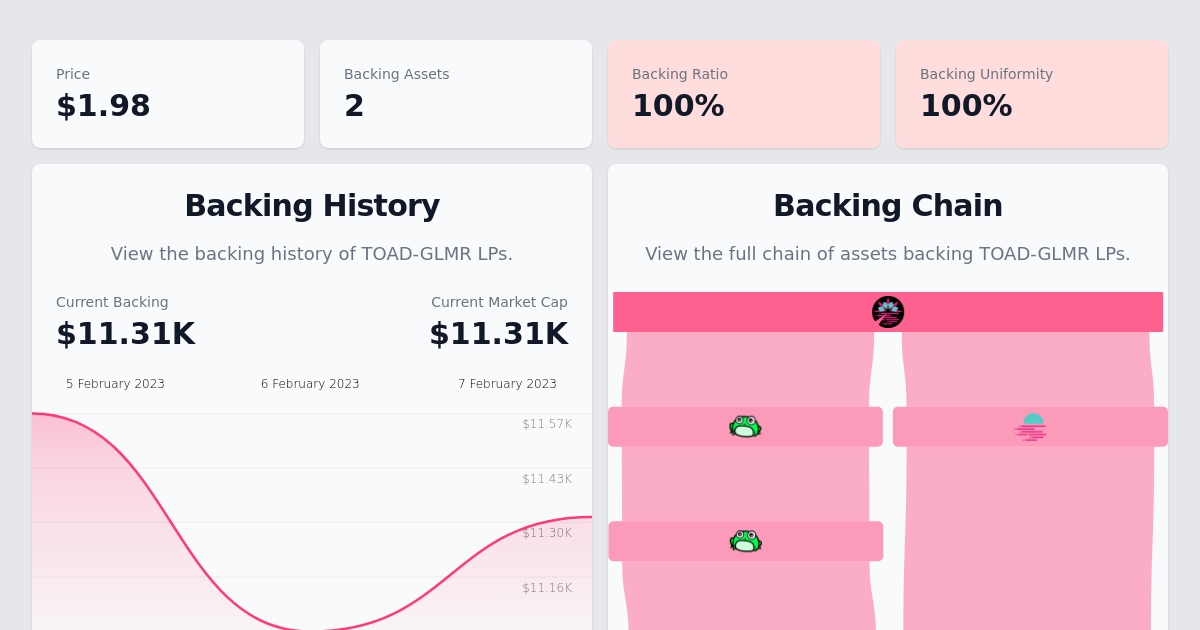 Price
$1.98
Backing Assets
2
Backing Ratio
100%
Backing Uniformity
100%
Backing History
View the backing history of TOAD-GLMR LPs.
Current Backing
$11.31K
Current Market Cap
$11.31K
5 February 2023
6 February 2023
7 February 2023
$11.57K
$11.43K
$11.30K
$11.16K
Backing Chain
View the full chain of assets backing TOAD-GLMR LPs.